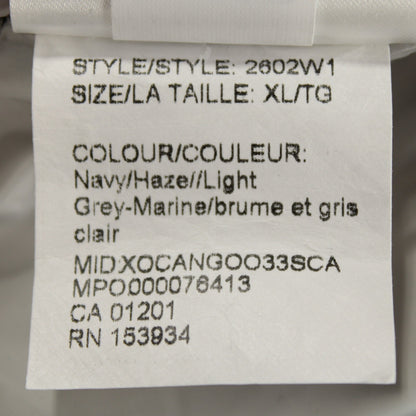 STYLE/STYLE: 2602W1
SIZE/LA TAILLE: XL/TG
COLOUR/COULEUR:
Navy/Haze//Light
Grey-Marine/brume et gris
clair
MIDXOCANGOO33SCA
MPO000076413
CA 01201
RN 153934